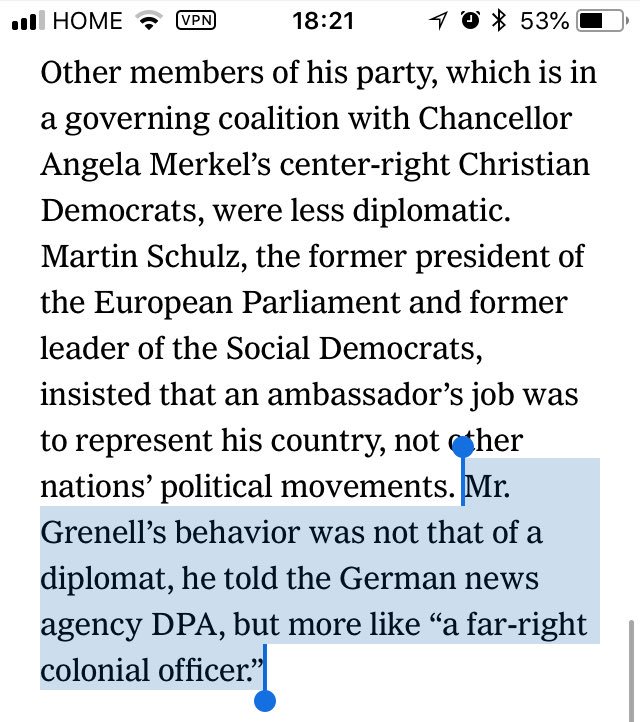 HOME VPN 18:21 53%
Other members of his party, which is in
a governing coalition with Chancellor
Angela Merkel’s center-right Christian
Democrats, were less diplomatic.
Martin Schulz, the former president of
the European Parliament and former
leader of the Social Democrats,
insisted that an ambassador’s job was
to represent his country, not other
nations’ political movements. Mr.
Grenell’s behavior was not that of a
diplomat, he told the German news
agency DPA, but more like “a far-right
colonial officer.”